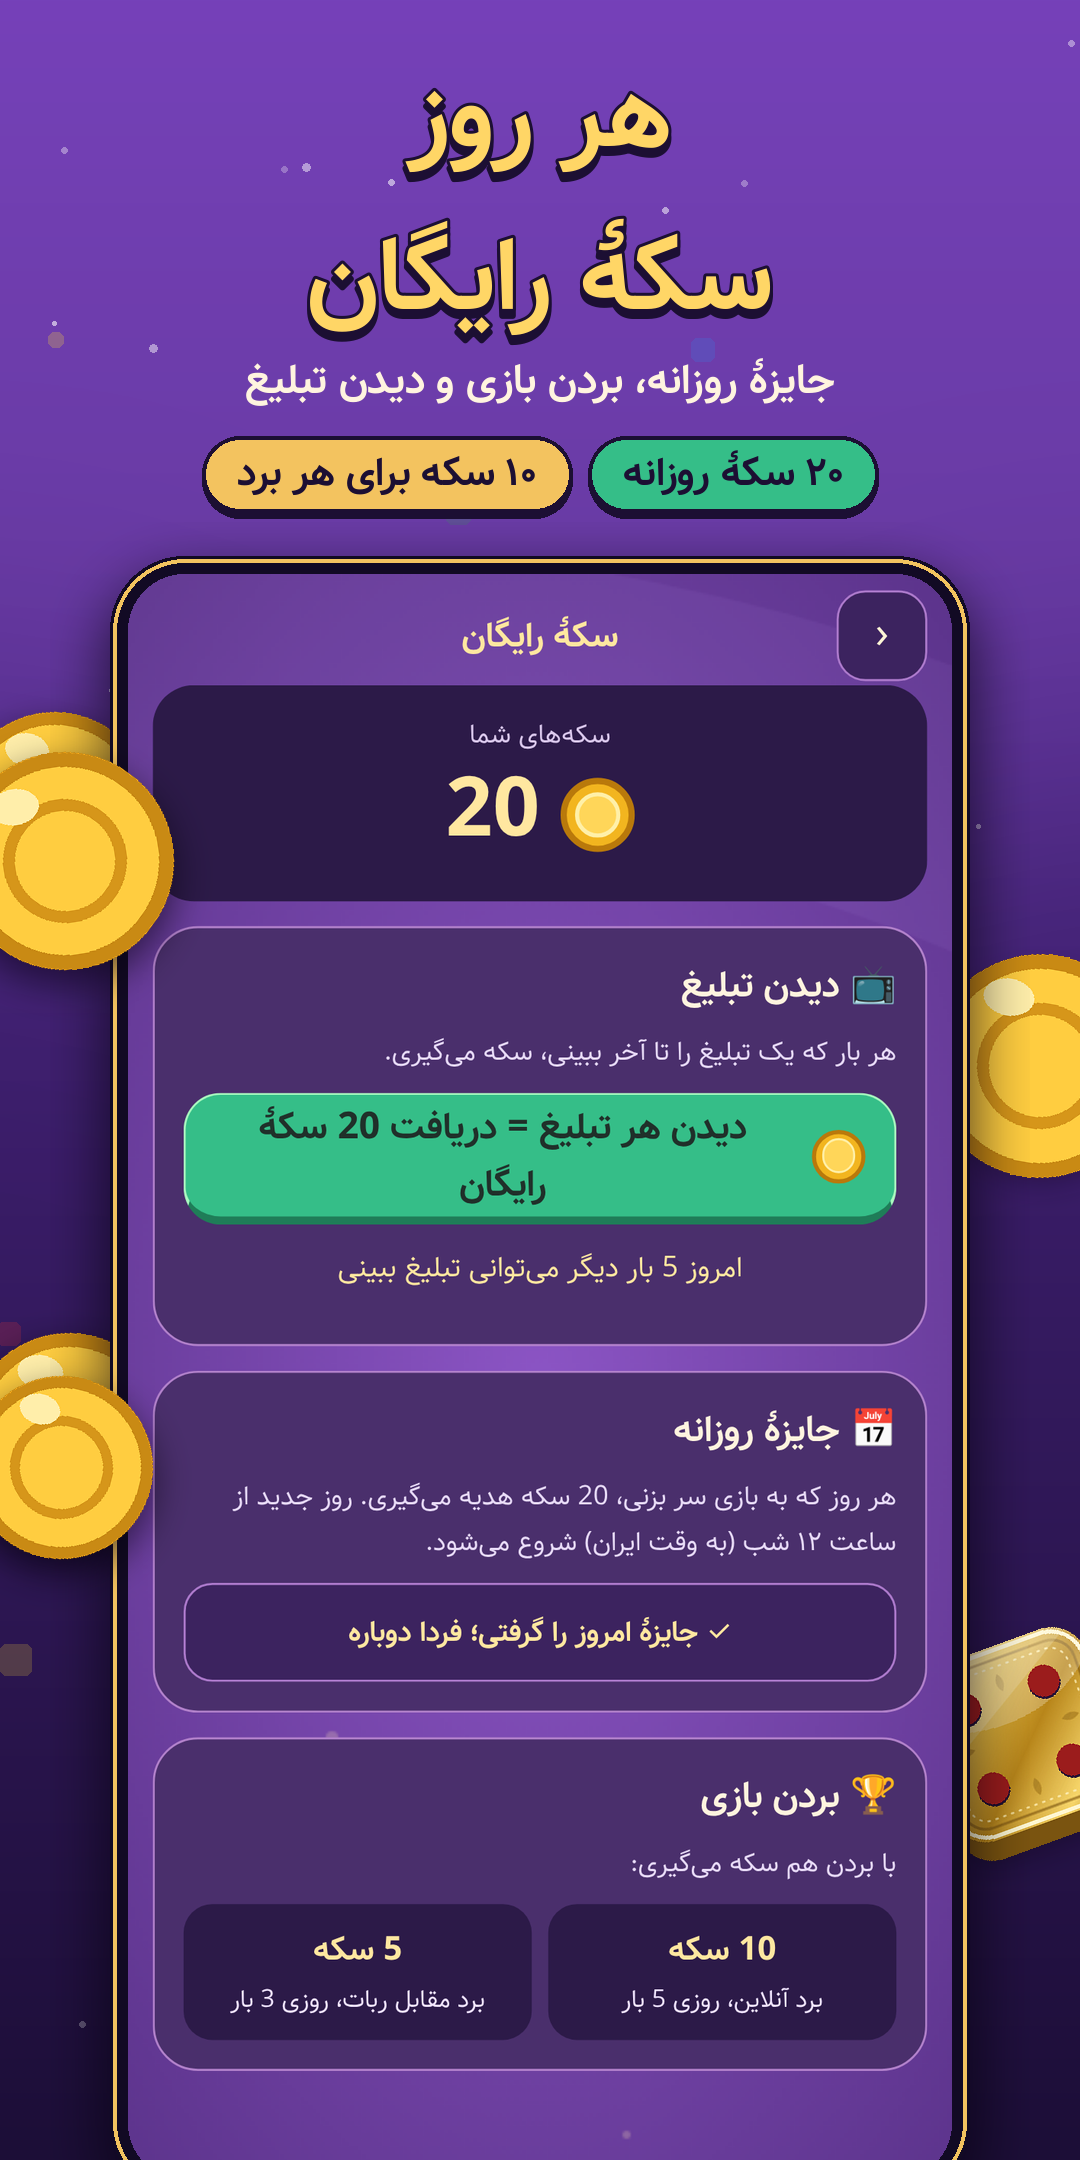 هر روز
سکهٔ رایگان
جایزهٔ روزانه، بردن بازی و دیدن تبلیغ
۲۰ سکهٔ روزانه
۱۰ سکه برای هر برد
سکهٔ رایگان
سکه‌های شما
20
دیدن تبلیغ
هر بار که یک تبلیغ را تا آخر ببینی، سکه می‌گیری.
دیدن هر تبلیغ = دریافت 20 سکهٔ
رایگان
امروز 5 بار دیگر می‌توانی تبلیغ ببینی
July
17
جایزهٔ روزانه
هر روز که به بازی سر بزنی، 20 سکه هدیه می‌گیری. روز جدید از
ساعت ۱۲ شب (به وقت ایران) شروع می‌شود.
✓ جایزهٔ امروز را گرفتی؛ فردا دوباره
بردن بازی
با بردن هم سکه می‌گیری:
10 سکه
برد آنلاین، روزی 5 بار
5 سکه
برد مقابل ربات، روزی 3 بار